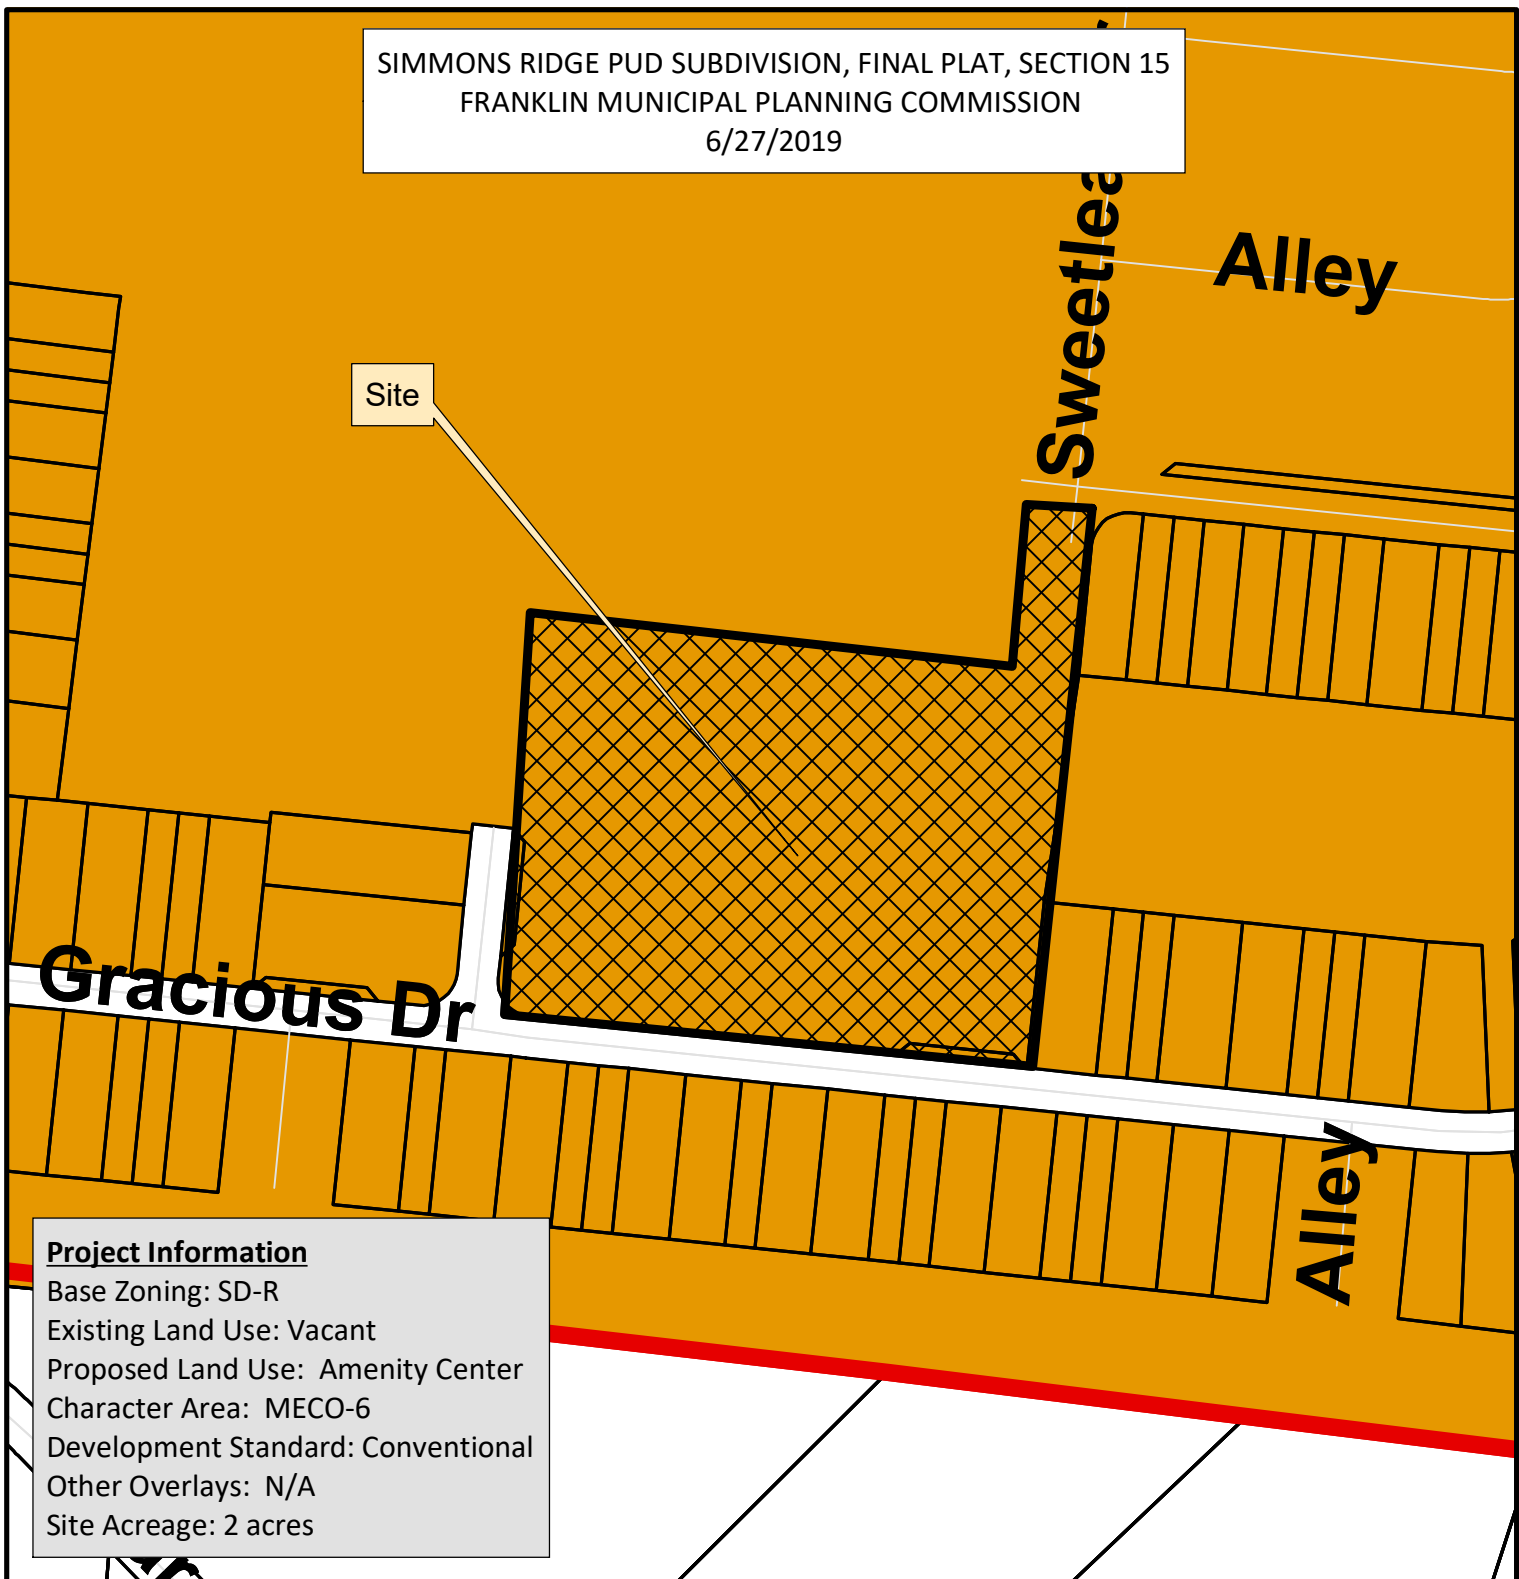 SIMMONS RIDGE PUD SUBDIVISION, FINAL PLAT, SECTION 15
FRANKLIN MUNICIPAL PLANNING COMMISSION
6/27/2019
Alley
Site
Gracious Dr
Alley
Project Information
Base Zoning: SD-R
Existing Land Use: Vacant
Proposed Land Use: Amenity Center
Character Area: MECO-6
Development Standard: Conventional
Other Overlays: N/A
Site Acreage: 2 acres